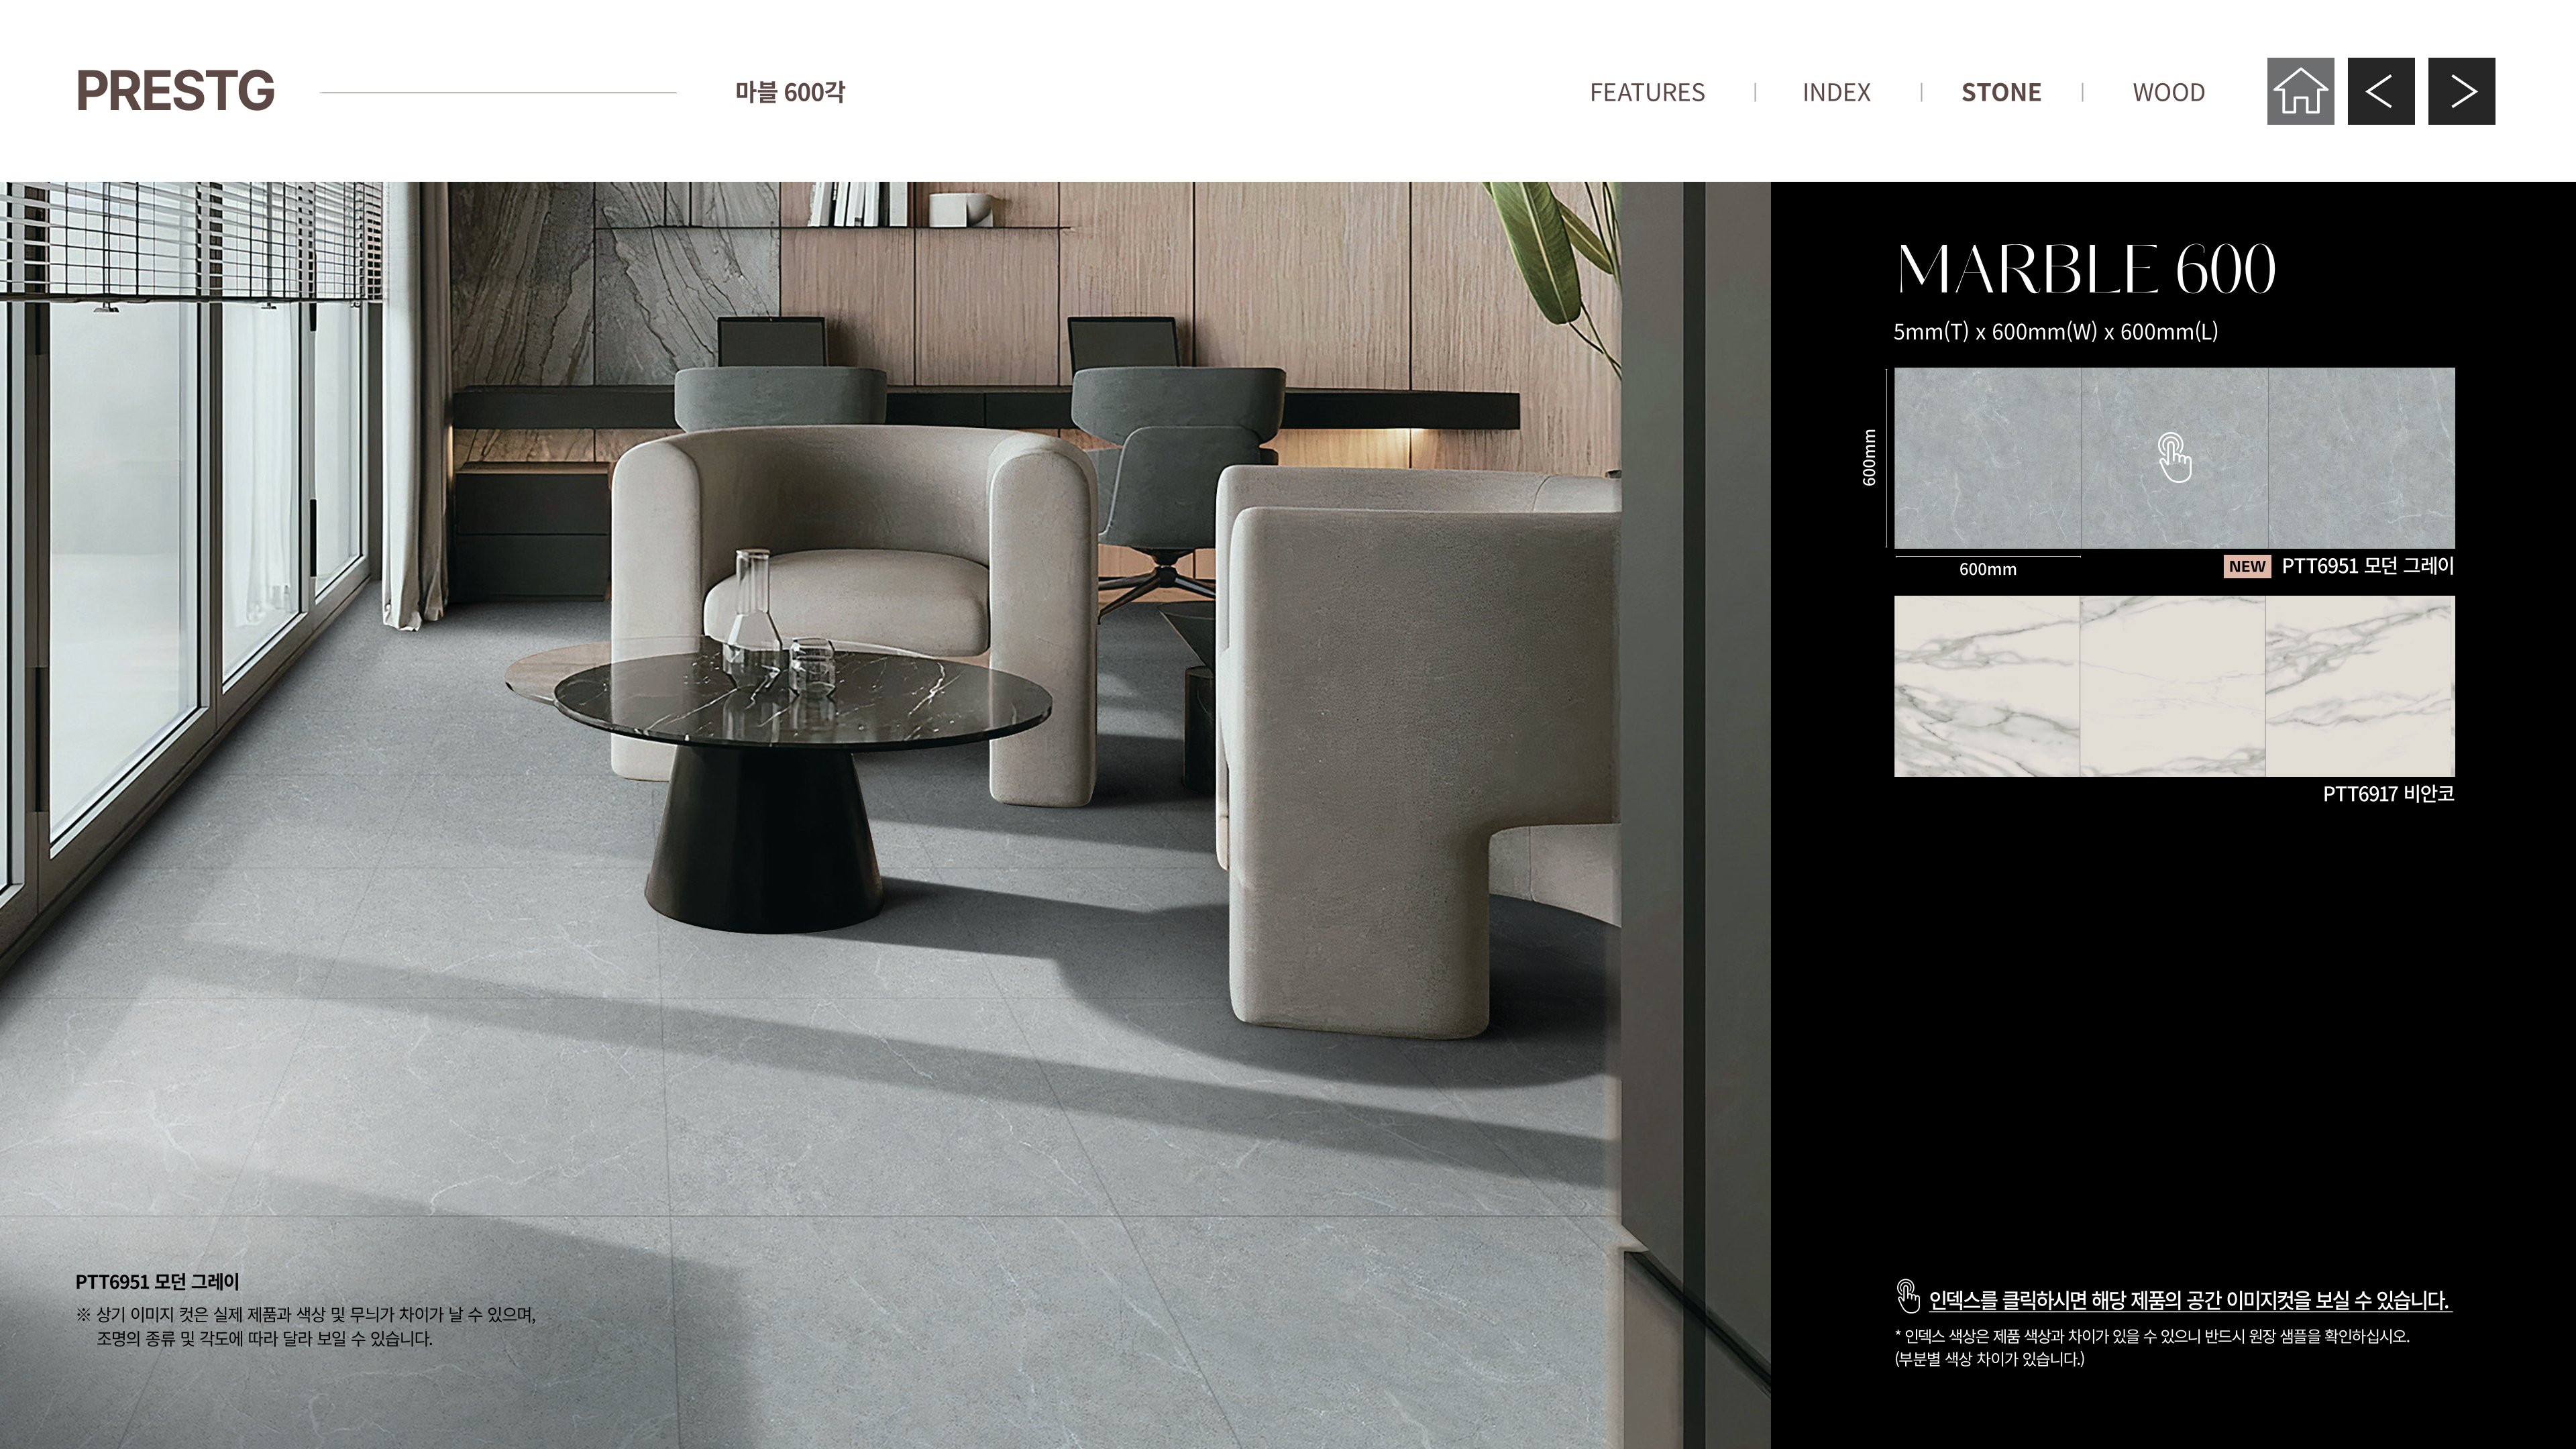 PRESTG
마블 600각
FEATURES | INDEX | STONE | WOOD
MARBLE 600
5mm(T) x 600mm(W) x 600mm(L)
600mm
600mm
NEW PTT6951 모던 그레이
PTT6917 비안코
PTT6951 모던 그레이
※ 상기 이미지 컷은 실제 제품과 색상 및 무늬가 차이가 날 수 있으며,
조명의 종류 및 각도에 따라 달라 보일 수 있습니다.
인덱스를 클릭하시면 해당 제품의 공간 이미지컷을 보실 수 있습니다.
* 인덱스 색상은 제품 색상과 차이가 있을 수 있으니 반드시 원장 샘플을 확인하십시오.
(부분별 색상 차이가 있습니다.)